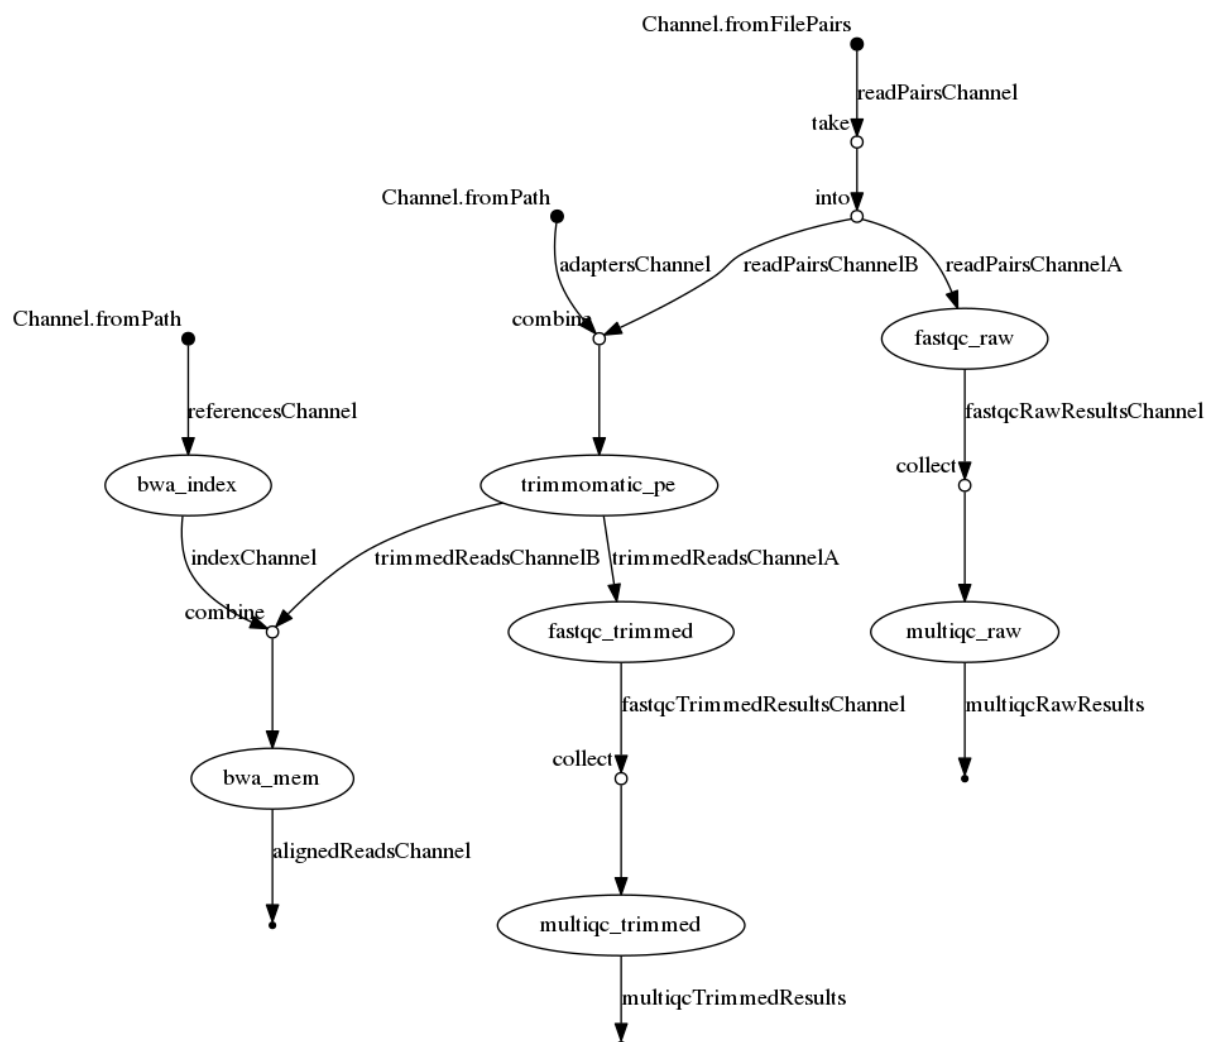 Channel.fromFilePairs
readPairsChannel
take
into
Channel.fromPath
adaptersChannel
readPairsChannelB
readPairsChannelA
Channel.fromPath
combine
fastqc_raw
referencesChannel
fastqcRawResultsChannel
collect
bwa_index
trimmomatic_pe
indexChannel
trimmedReadsChannelB
trimmedReadsChannelA
combine
fastqc_trimmed
multiqc_raw
fastqcTrimmedResultsChannel
multiqcRawResults
collect
bwa_mem
alignedReadsChannel
multiqc_trimmed
multiqcTrimmedResults